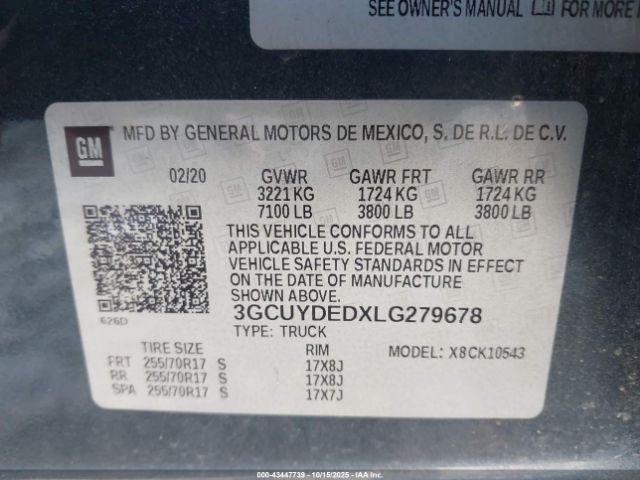 SEE OWNER'S MANUAL FOR MORE
GM
MFD BY GENERAL MOTORS DE MEXICO, S. DE R.L. DE C.V.
02/20 GVWR GAWR FRT GAWR RR
3221 KG 1724 KG 1724 KG
7100 LB 3800 LB 3800 LB
THIS VEHICLE CONFORMS TO ALL
APPLICABLE U.S. FEDERAL MOTOR
VEHICLE SAFETY STANDARDS IN EFFECT
ON THE DATE OF MANUFACTURE
SHOWN ABOVE.
626D
3GCUYDEDXLG279678
TYPE: TRUCK
TIRE SIZE RIM MODEL: X8CK10543
FRT 255/70R17 S 17X8J
RR 255/70R17 S 17X8J
SPA 255/70R17 S 17X7J
000-43447739 - 10/15/2025 - IAA, LLC.